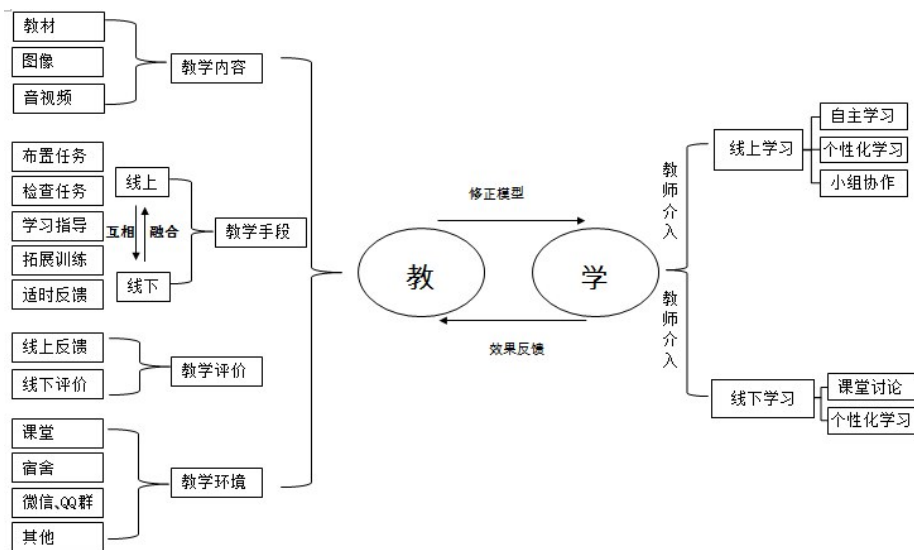 教材
图像
音视频
教学内容
布置任务
检查任务
学习指导
拓展训练
适时反馈
线上
互相 融合
线下
教学手段
线上反馈
线下评价
教学评价
课堂
宿舍
微信、QQ群
其他
教学环境
修正模型
教
学
效果反馈
教师介入
教师介入
线上学习
自主学习
个性化学习
小组协作
线下学习
课堂讨论
个性化学习